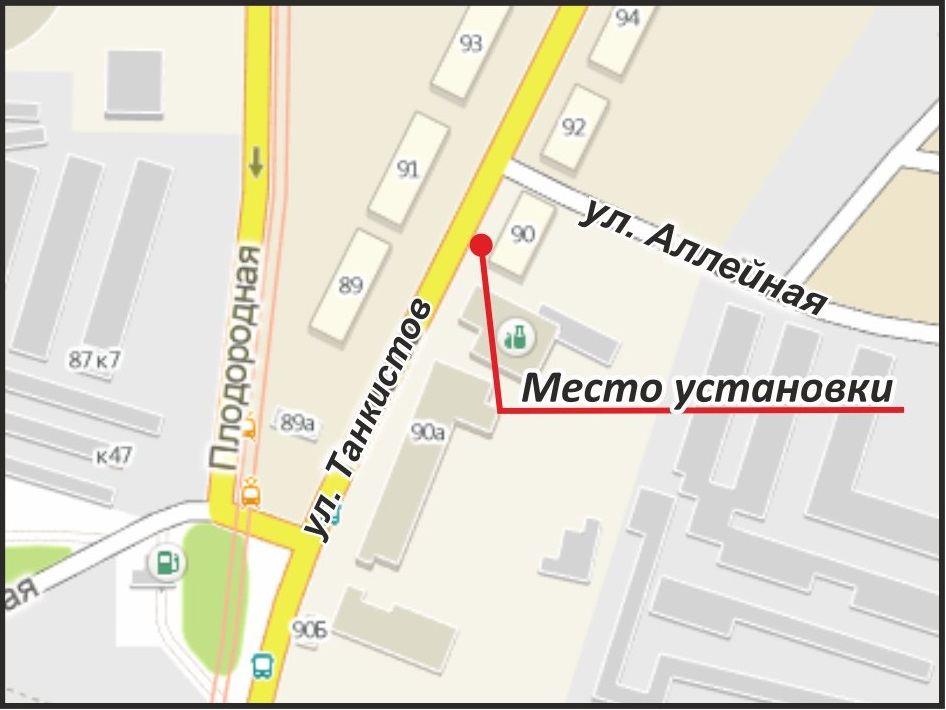 94
93
92
91
ул. Аллейная
90
89
Плодородная
ул. Танкистов
87 к7
Место установки
89а
90а
к47
ая
90Б